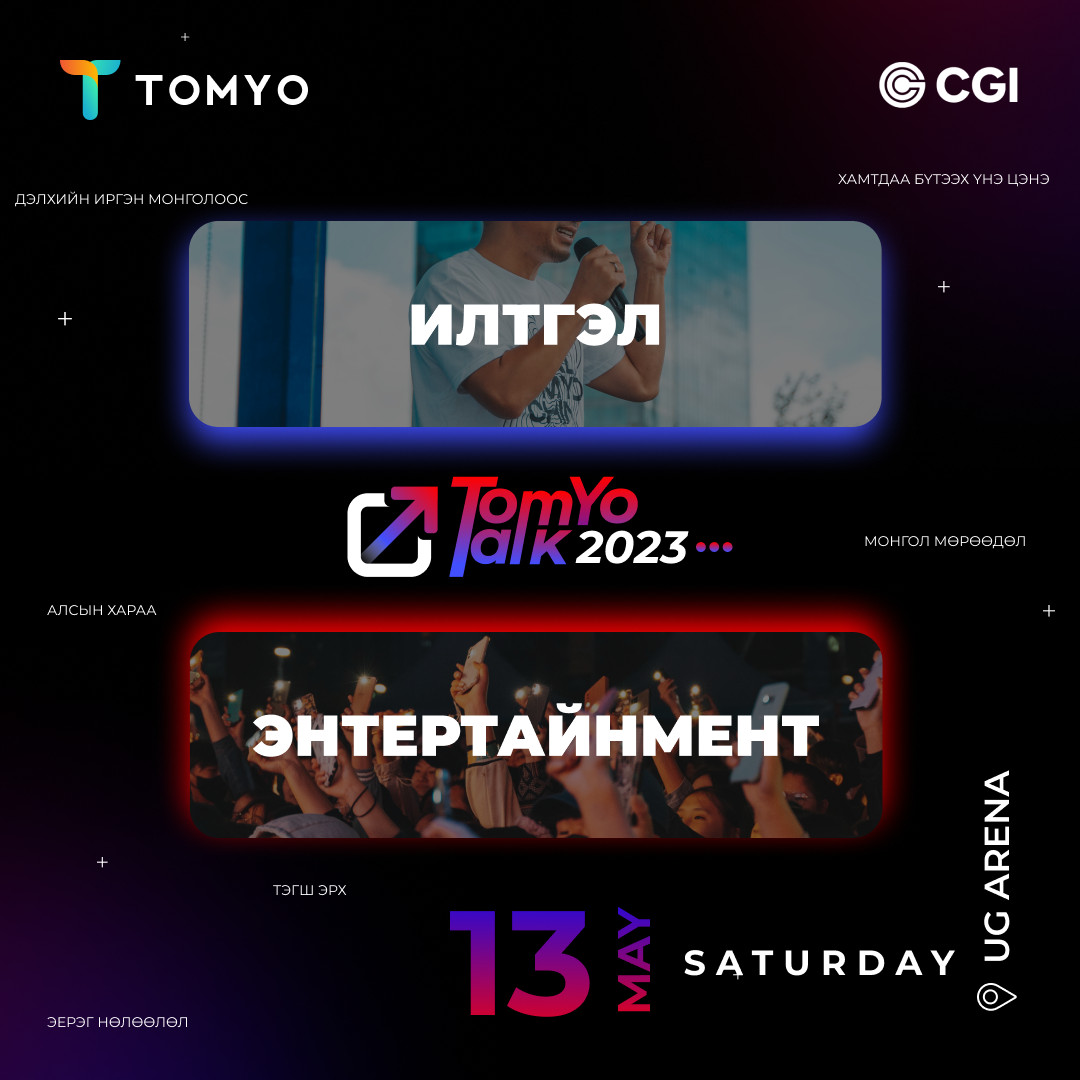 TOMYO
CGI
ХАМТДАА БҮТЭЭХ ҮНЭ ЦЭНЭ
ДЭЛХИЙН ИРГЭН МОНГОЛООС
ИЛТГЭЛ
TomYo
Talk 2023
МОНГОЛ МӨРӨӨДӨЛ
АЛСЫН ХАРАА
ЭНТЕРТАЙНМЕНТ
ТЭГШ ЭРХ
13 MAY SATURDAY
UG ARENA
ЭЕРЭГ НӨЛӨӨЛӨЛ